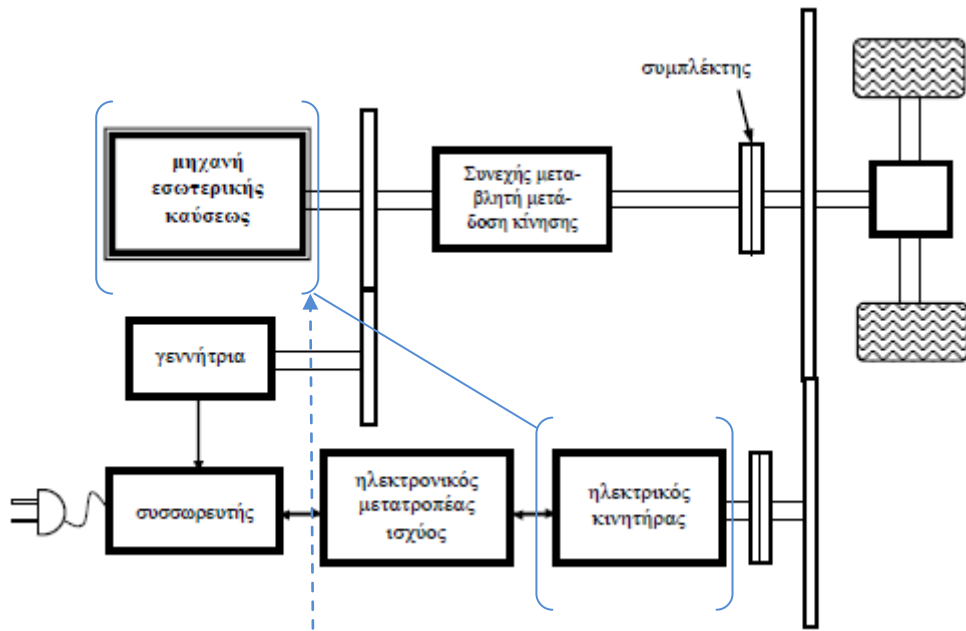 συμπλέκτης
μηχανή
εσωτερικής
καύσεως
Συνεχής μετα-
βλητή μετά-
δοση κίνησης
γεννήτρια
συσσωρευτής
ηλεκτρονικός
μετατροπέας
ισχύος
ηλεκτρικός
κινητήρας